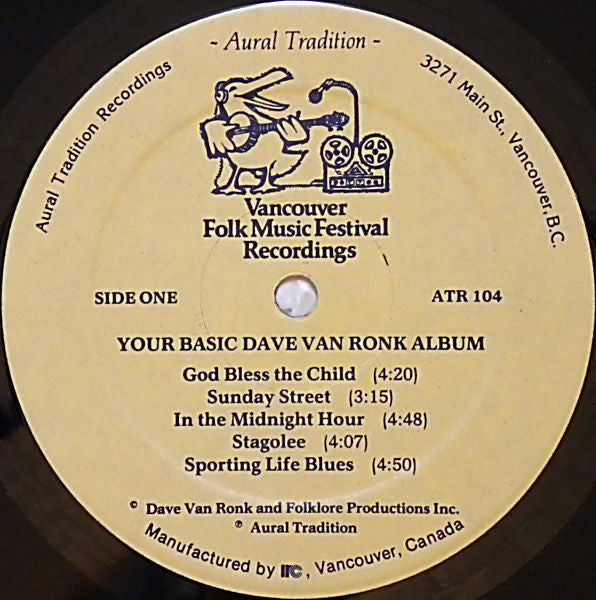 ~ Aural Tradition ~
Aural Tradition Recordings
3271 Main St., Vancouver, B.C.
Vancouver
Folk Music Festival
Recordings
SIDE ONE ATR 104
YOUR BASIC DAVE VAN RONK ALBUM
God Bless the Child (4:20)
Sunday Street (3:15)
In the Midnight Hour (4:48)
Stagolee (4:07)
Sporting Life Blues (4:50)
© Dave Van Ronk and Folklore Productions Inc.
℗ Aural Tradition
Manufactured by IRC, Vancouver, Canada